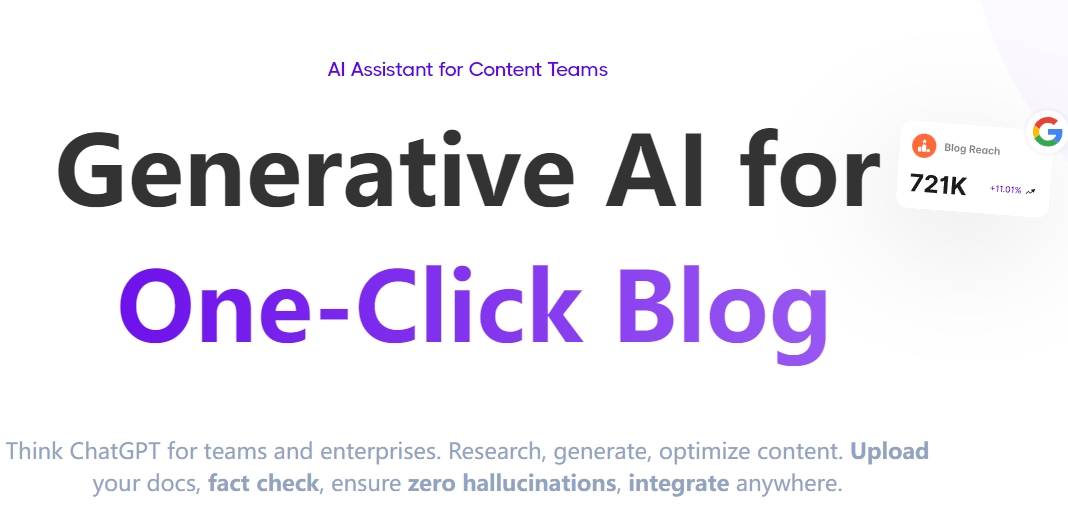 AI Assistant for Content Teams
Generative AI for
One-Click Blog
Blog Reach
721K
+11.01%
Think ChatGPT for teams and enterprises. Research, generate, optimize content. Upload
your docs, fact check, ensure zero hallucinations, integrate anywhere.